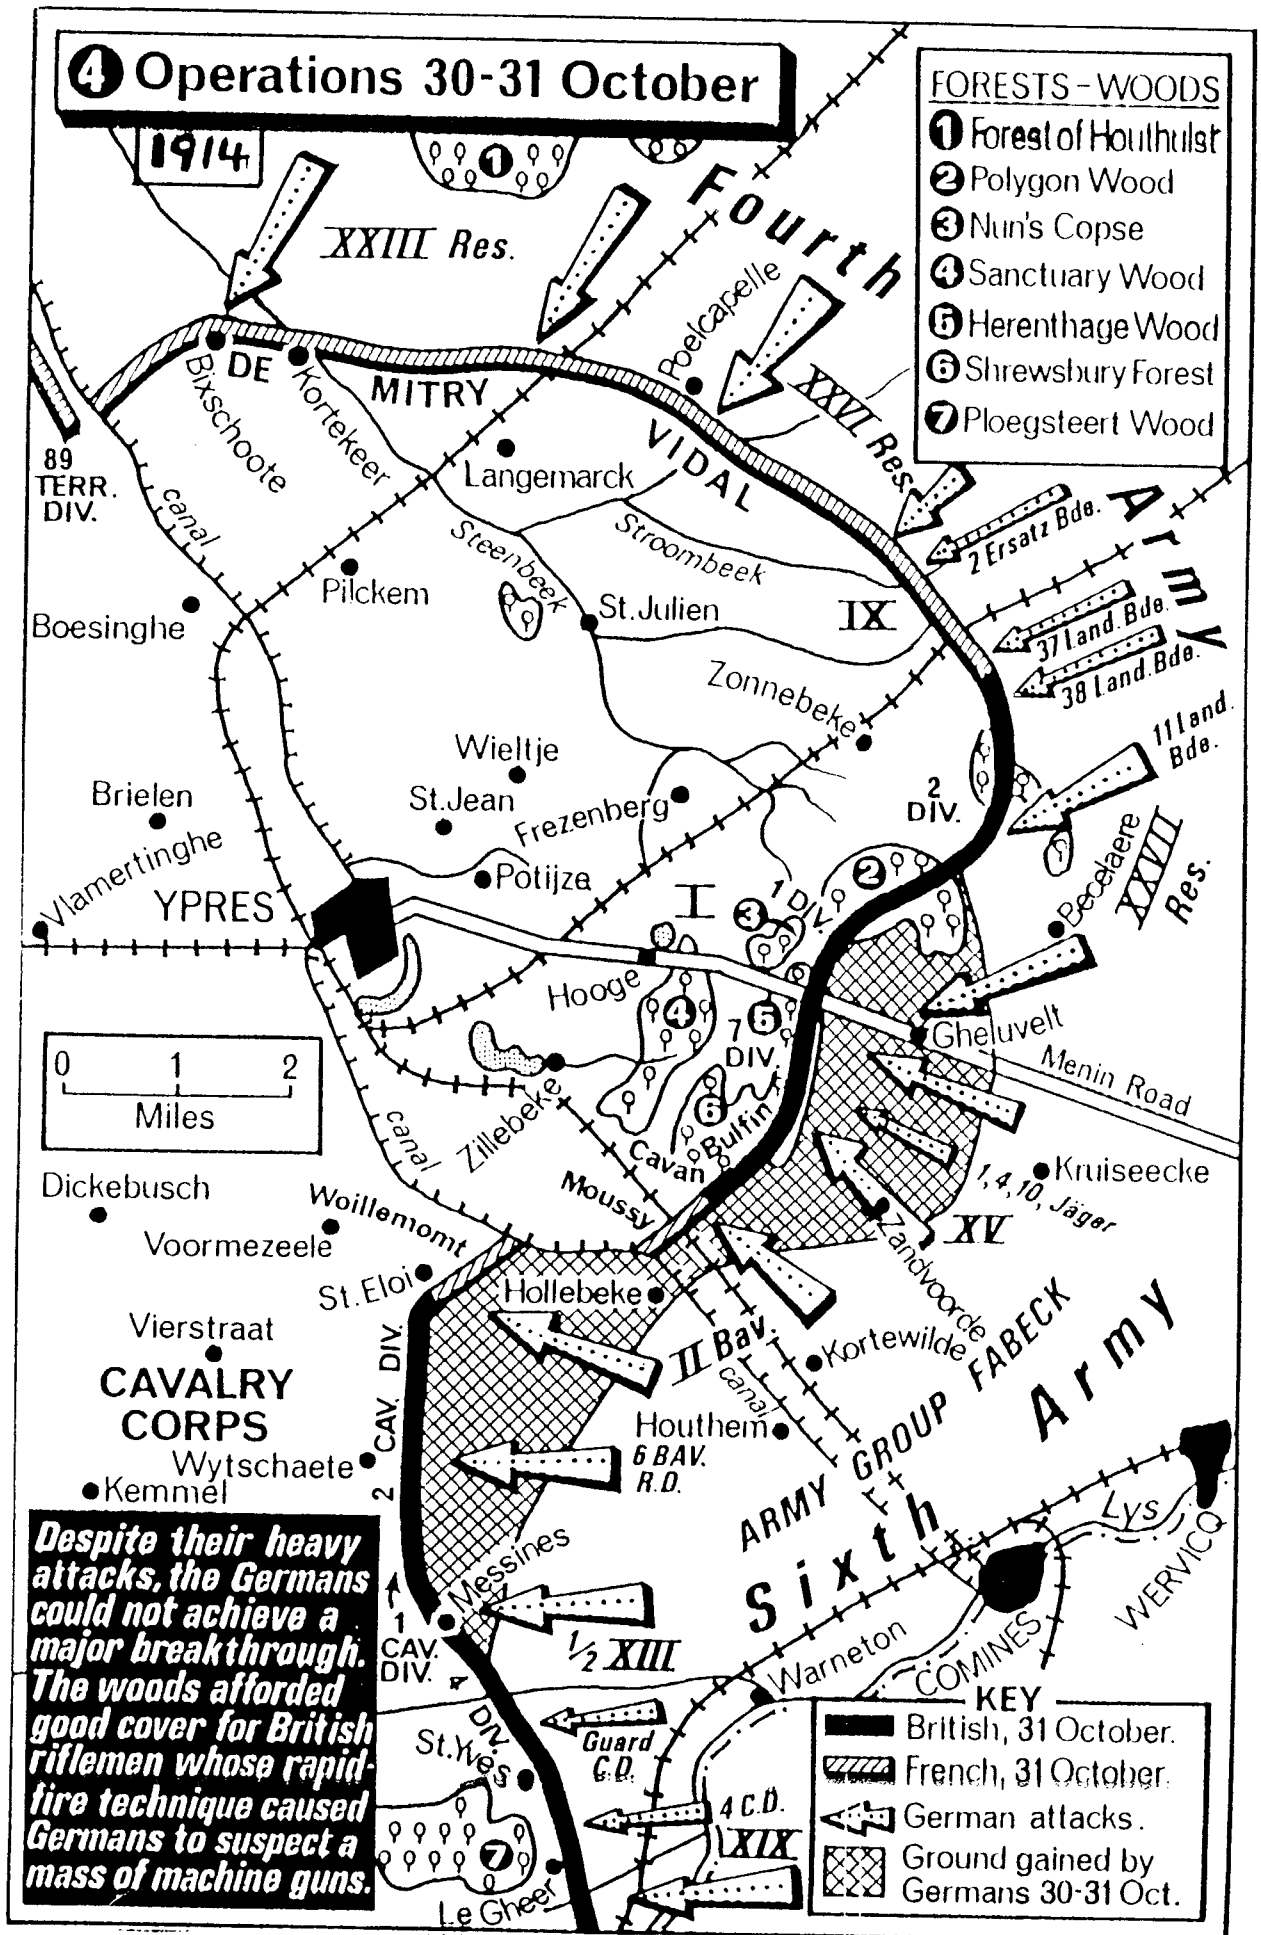 4 Operations 30-31 October
1914
FORESTS - WOODS
1 Forest of Houthulst
2 Polygon Wood
3 Nun's Copse
4 Sanctuary Wood
5 Herenthage Wood
6 Shrewsbury Forest
7 Ploegsteert Wood
1
XXIII Res.
Fourth
Army
Poelcapelle
XXVI Res.
2 Ersatz Bde.
37 Land. Bde.
38 Land. Bde.
11 Land.
Bde.
XXVII
Res.
DE
MITRY
VIDAL
Bixschoote
Kortekeer
89
TERR.
DIV.
canal
Langemarck
Steenbeek
Stroombeek
Pilckem
Boesinghe
St. Julien
IX
Zonnebeke
Wieltje
Brielen
St. Jean
Frezenberg
2
DIV.
Becelaere
Vlamertinghe
Potijze
YPRES
I
1 DIV.
2
3
Hooge
4
7
DIV.
5
Gheluvelt
Menin Road
0 1 2
Miles
Zillebeke
6
Bulfin
Cavan
Moussy
canal
Kruiseecke
1, 4, 10, Jäger
XV
Zandvoorde
Dickebusch
Woillemont
Voormezeele
St. Eloi
Hollebeke
II Bav.
canal
Kortewilde
Vierstraat
CAVALRY
CORPS
2 CAV. DIV.
Houthem
6 BAV.
R.D.
Wytschaete
Kemmel
ARMY GROUP FABECK
Sixth Army
Lys
WERVICQ
COMINES
Warneton
Messines
1/2 XIII
1
CAV.
DIV.
4 DIV.
Guard
C.D.
St. Yves
4 C.D.
XIX
7
Le Gheer
Despite their heavy
attacks, the Germans
could not achieve a
major breakthrough.
The woods afforded
good cover for British
riflemen whose rapid-
fire technique caused
Germans to suspect a
mass of machine guns.
KEY
British, 31 October.
French, 31 October.
German attacks.
Ground gained by
Germans 30-31 Oct.